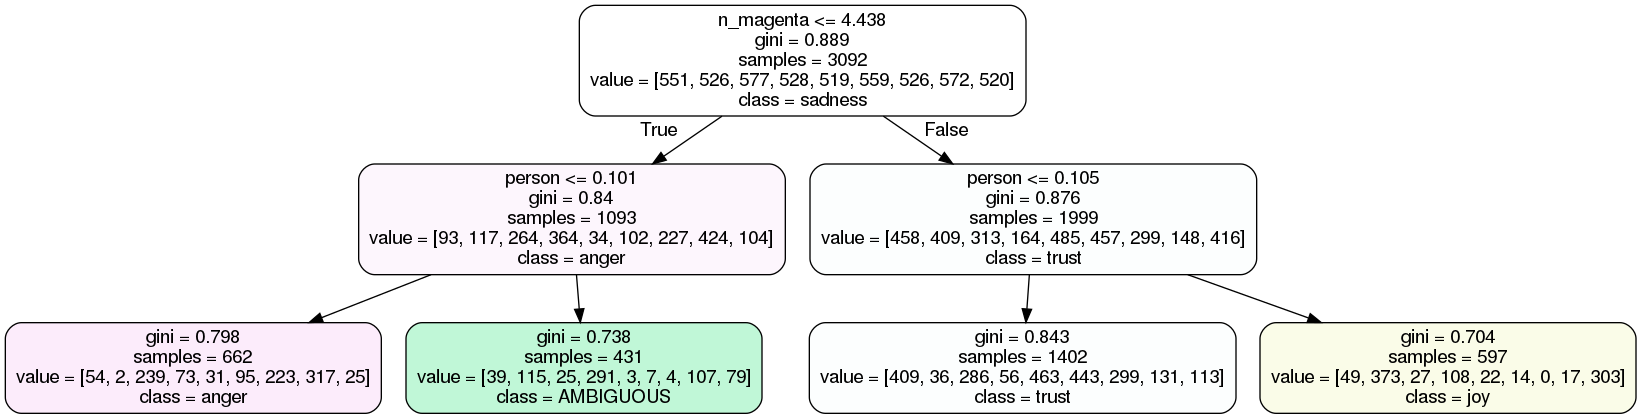 n_magenta <= 4.438
gini = 0.889
samples = 3092
value = [551, 526, 577, 528, 519, 559, 526, 572, 520]
class = sadness
True
False
person <= 0.101
gini = 0.84
samples = 1093
value = [93, 117, 264, 364, 34, 102, 227, 424, 104]
class = anger
person <= 0.105
gini = 0.876
samples = 1999
value = [458, 409, 313, 164, 485, 457, 299, 148, 416]
class = trust
gini = 0.798
samples = 662
value = [54, 2, 239, 73, 31, 95, 223, 317, 25]
class = anger
gini = 0.738
samples = 431
value = [39, 115, 25, 291, 3, 7, 4, 107, 79]
class = AMBIGUOUS
gini = 0.843
samples = 1402
value = [409, 36, 286, 56, 463, 443, 299, 131, 113]
class = trust
gini = 0.704
samples = 597
value = [49, 373, 27, 108, 22, 14, 0, 17, 303]
class = joy